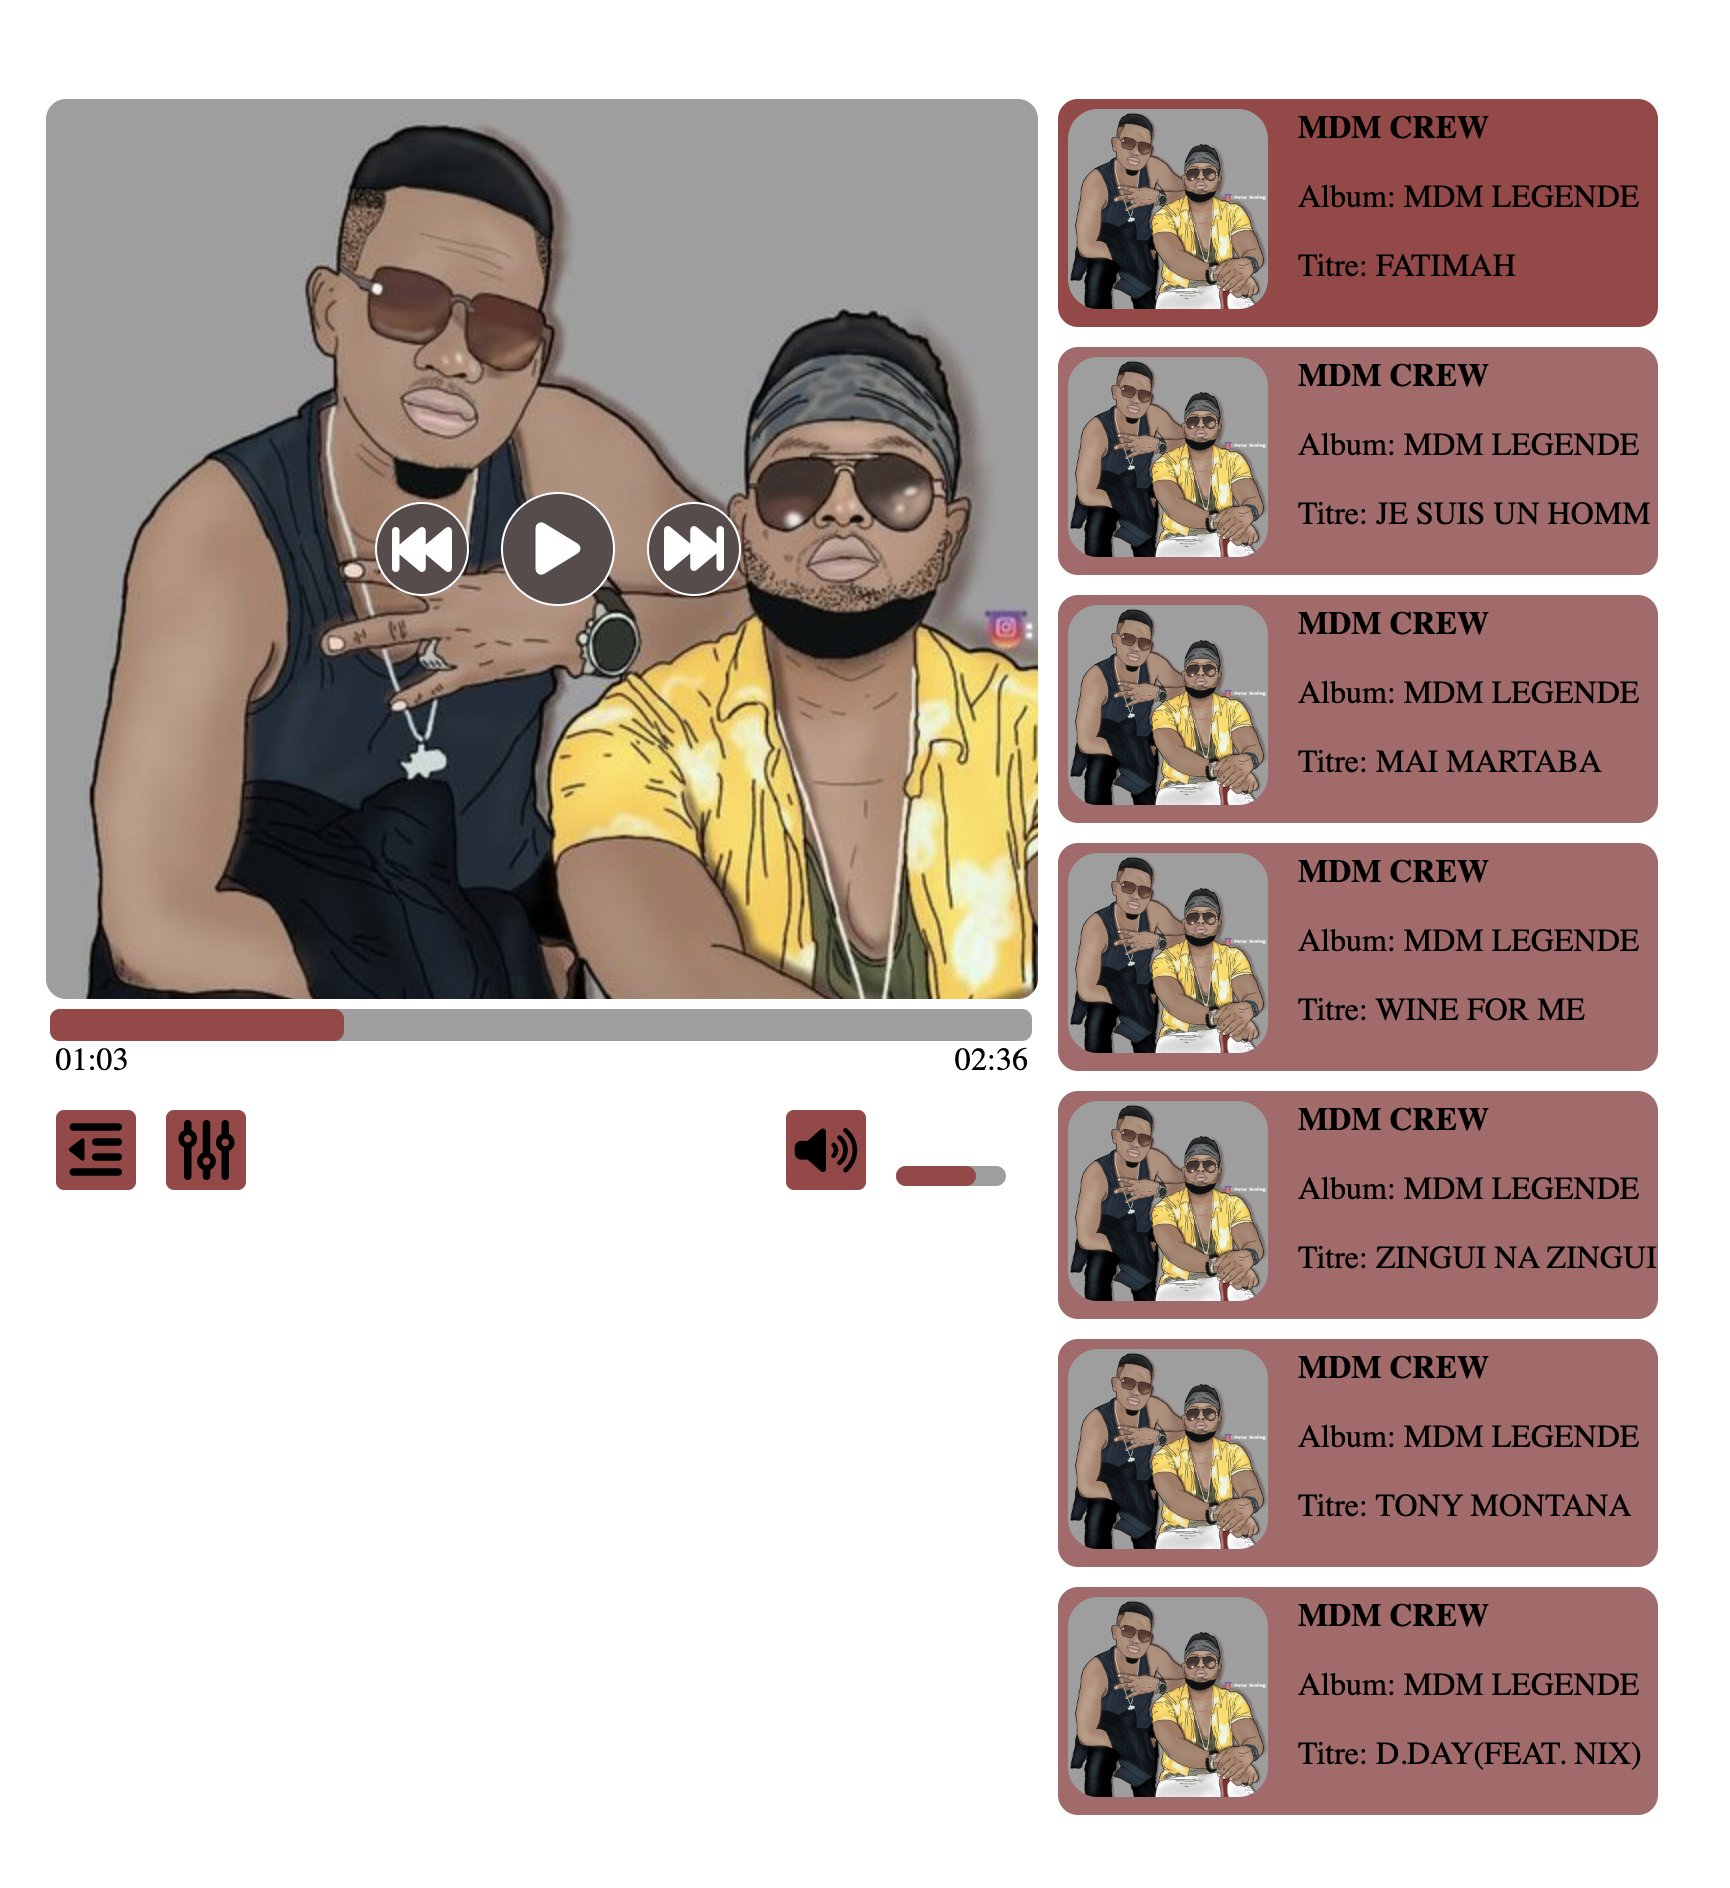 01:03
02:36
MDM CREW
Album: MDM LEGENDE
Titre: FATIMAH
MDM CREW
Album: MDM LEGENDE
Titre: JE SUIS UN HOMM
MDM CREW
Album: MDM LEGENDE
Titre: MAI MARTABA
MDM CREW
Album: MDM LEGENDE
Titre: WINE FOR ME
MDM CREW
Album: MDM LEGENDE
Titre: ZINGUI NA ZINGUI
MDM CREW
Album: MDM LEGENDE
Titre: TONY MONTANA
MDM CREW
Album: MDM LEGENDE
Titre: D.DAY(FEAT. NIX)